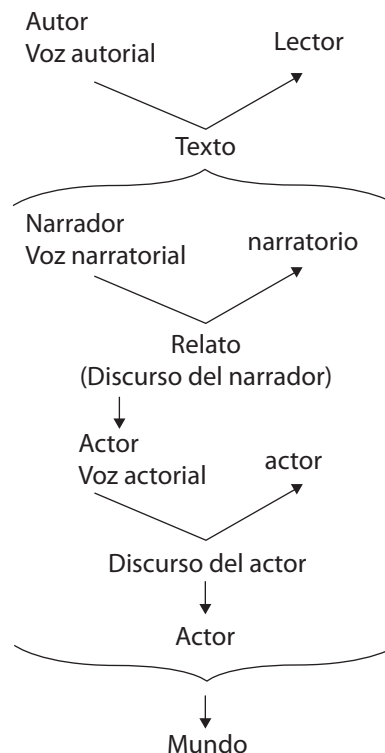 Autor
Voz autorial
Lector
Texto
Narrador
Voz narratorial
narratorio
Relato
(Discurso del narrador)
Actor
Voz actorial
actor
Discurso del actor
Actor
Mundo